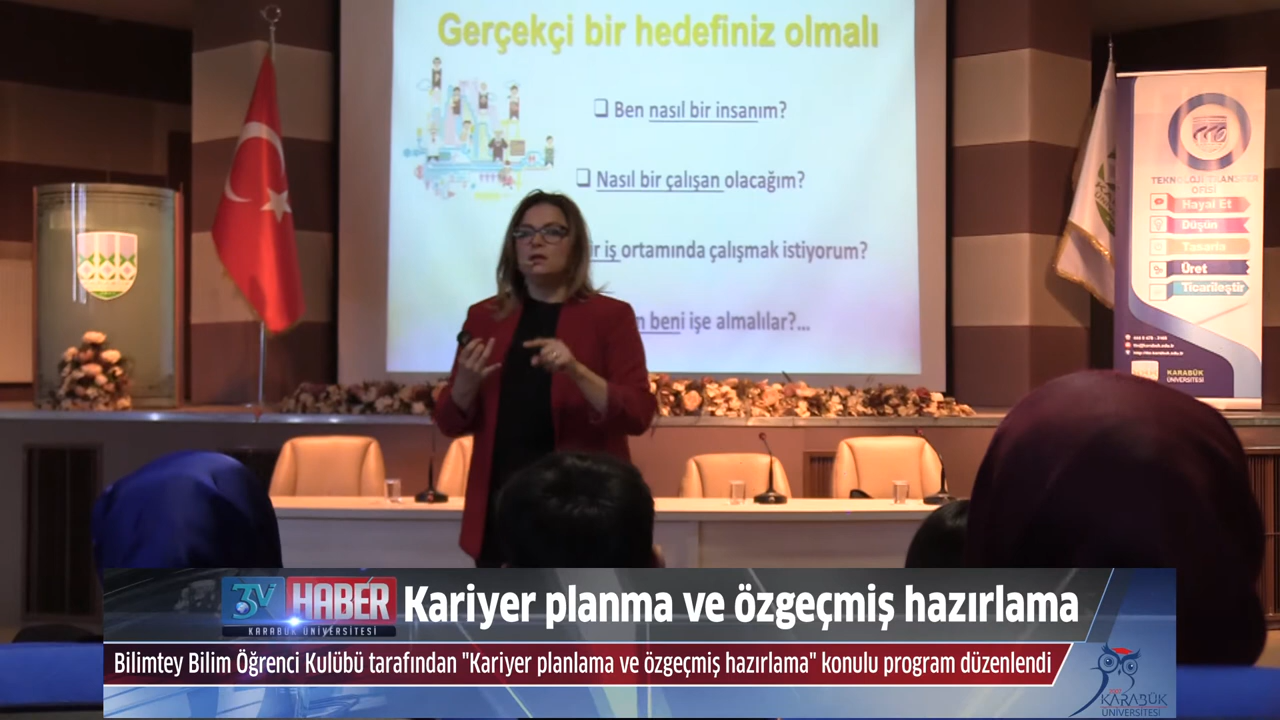 Gerçekçi bir hedefiniz olmalı
Ben nasıl bir insanım?
Nasıl bir çalışan olacağım?
iş ortamında çalışmak istiyorum?
beni işe almalılar?...
TEKNOLOJİ TRANSFER
OFİSİ
Hayal Et
Düşün
Tasarla
Üret
Ticarileştir
KARABÜK
ÜNİVERSİTESİ
3tv HABER
KARABÜK ÜNİVERSİTESİ
Kariyer planma ve özgeçmiş hazırlama
Bilimtey Bilim Öğrenci Kulübü tarafından "Kariyer planlama ve özgeçmiş hazırlama" konulu program düzenlendi
KARABÜK
ÜNİVERSİTESİ